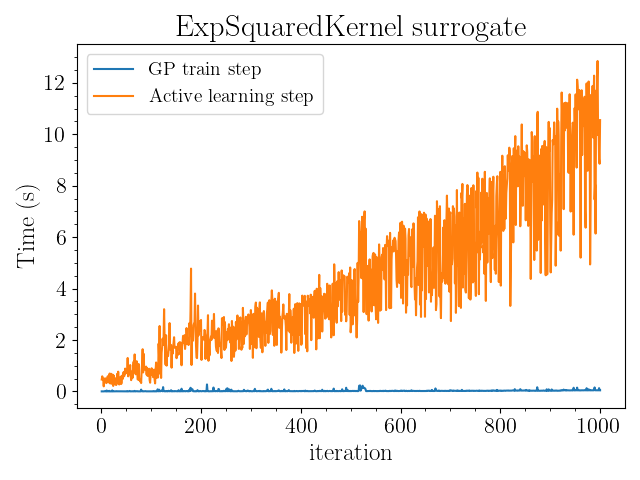 ExpSquaredKernel surrogate
GP train step
Active learning step
Time (s)
12
10
8
6
4
2
0
0 200 400 600 800 1000
iteration